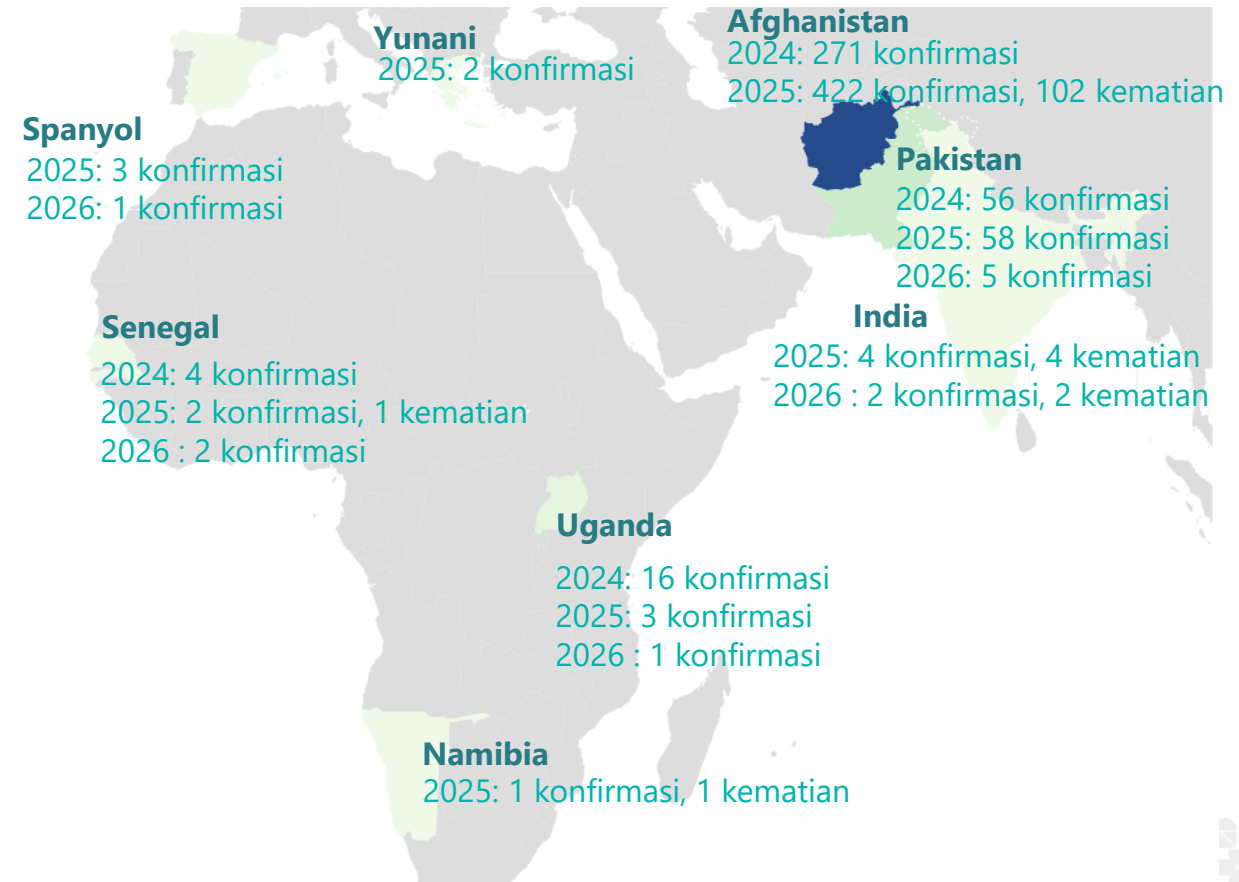 Yunani
2025: 2 konfirmasi
Afghanistan
2024: 271 konfirmasi
2025: 422 konfirmasi, 102 kematian
Spanyol
2025: 3 konfirmasi
2026: 1 konfirmasi
Pakistan
2024: 56 konfirmasi
2025: 58 konfirmasi
2026: 5 konfirmasi
Senegal
2024: 4 konfirmasi
2025: 2 konfirmasi, 1 kematian
2026 : 2 konfirmasi
India
2025: 4 konfirmasi, 4 kematian
2026 : 2 konfirmasi, 2 kematian
Uganda
2024: 16 konfirmasi
2025: 3 konfirmasi
2026 : 1 konfirmasi
Namibia
2025: 1 konfirmasi, 1 kematian